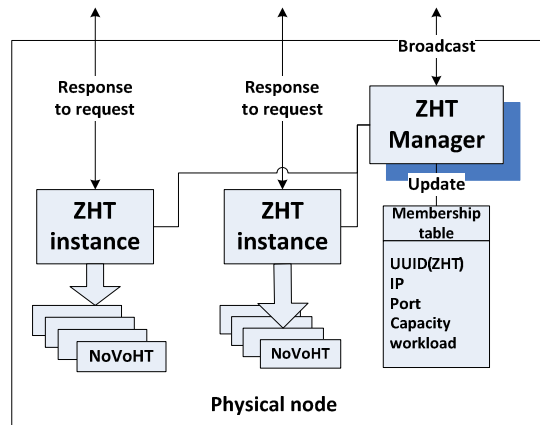 Broadcast
Response
to request
Response
to request
ZHT
Manager
Update
ZHT
instance
ZHT
instance
Membership
table
UUID(ZHT)
IP
Port
Capacity
workload
NoVoHT
NoVoHT
Physical node